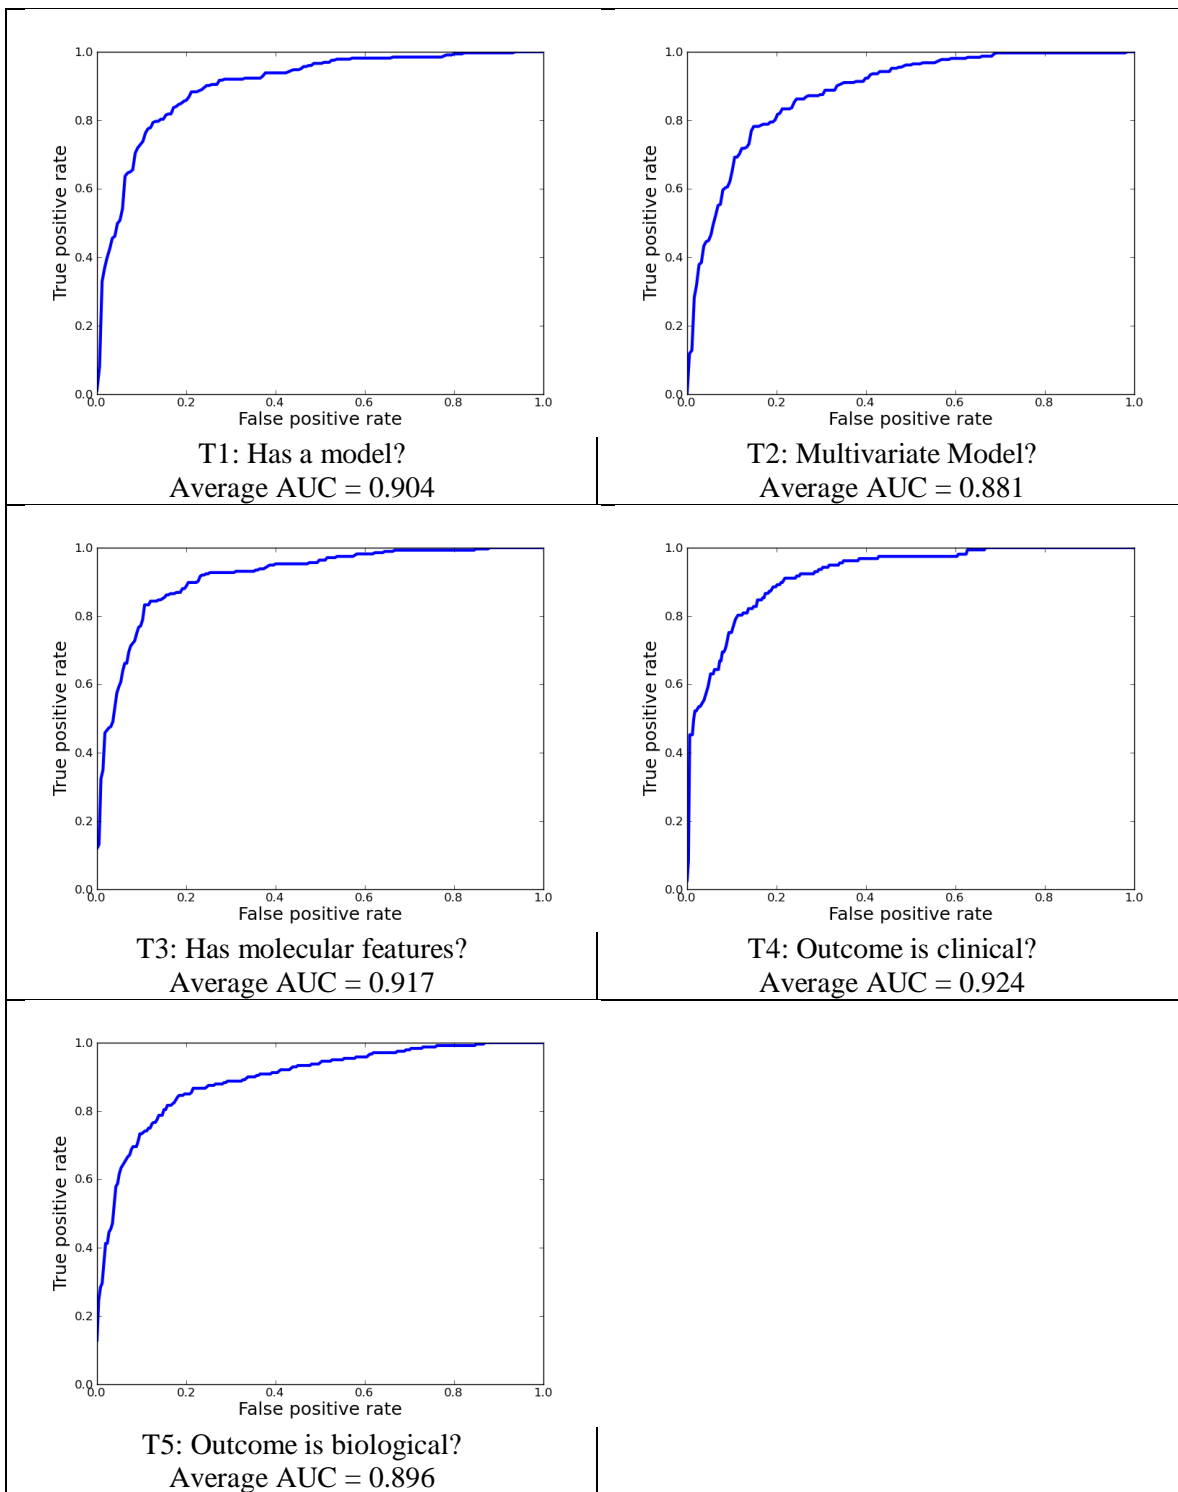 1.0
0.8
0.6
0.4
0.2
0.0
0.0 0.2 0.4 0.6 0.8 1.0
True positive rate
False positive rate
T1: Has a model?
Average AUC = 0.904
1.0
0.8
0.6
0.4
0.2
0.0
0.0 0.2 0.4 0.6 0.8 1.0
True positive rate
False positive rate
T2: Multivariate Model?
Average AUC = 0.881
1.0
0.8
0.6
0.4
0.2
0.0
0.0 0.2 0.4 0.6 0.8 1.0
True positive rate
False positive rate
T3: Has molecular features?
Average AUC = 0.917
1.0
0.8
0.6
0.4
0.2
0.0
0.0 0.2 0.4 0.6 0.8 1.0
True positive rate
False positive rate
T4: Outcome is clinical?
Average AUC = 0.924
1.0
0.8
0.6
0.4
0.2
0.0
0.0 0.2 0.4 0.6 0.8 1.0
True positive rate
False positive rate
T5: Outcome is biological?
Average AUC = 0.896